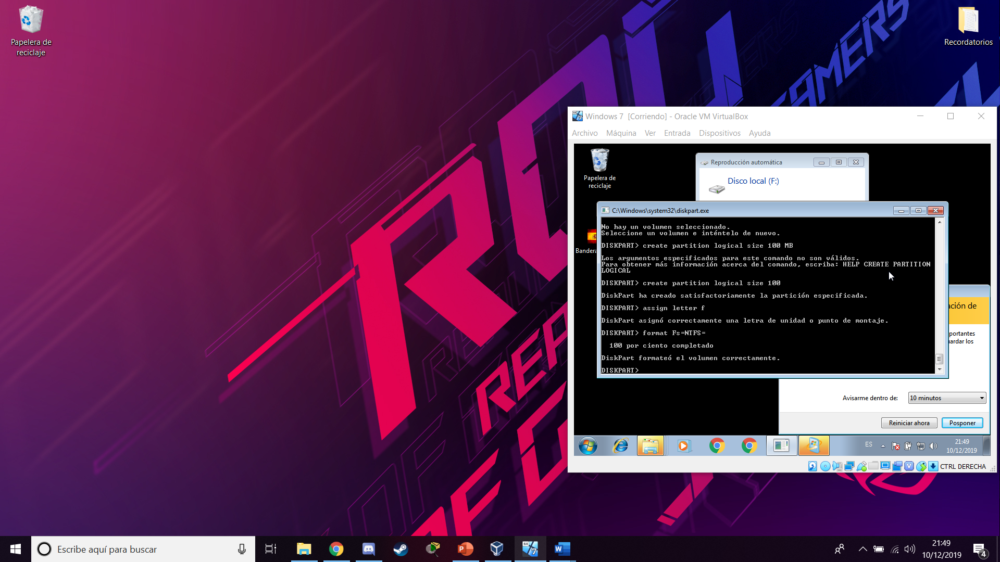 Papelera de
reciclaje
Recordatorios
GAMERS
REPU
OF G
Windows 7 [Corriendo] - Oracle VM VirtualBox
Archivo Máquina Ver Entrada Dispositivos Ayuda
Papelera de
reciclaje
Reproducción automática
Disco local (F:)
Bandera
C:\Windows\system32\diskpart.exe
No hay un volumen seleccionado.
Seleccione un volumen e inténtelo de nuevo.
DISKPART> create partition logical size 100 MB
Los argumentos especificados para este comando no son válidos.
Para obtener más información acerca del comando, escriba: HELP CREATE PARTITION
LOGICAL
DISKPART> create partition logical size 100
DiskPart ha creado satisfactoriamente la partición especificada.
DISKPART> assign letter f
DiskPart asignó correctamente una letra de unidad o punto de montaje.
DISKPART> format Fs=NTFS=
100 por ciento completado
DiskPart formateó el volumen correctamente.
DISKPART>
ación de
portantes
uardar los
Avisarme dentro de: 10 minutos
Reiniciar ahora Posponer
ES
21:49
10/12/2019
CTRL DERECHA
Escribe aquí para buscar
21:49
10/12/2019
4